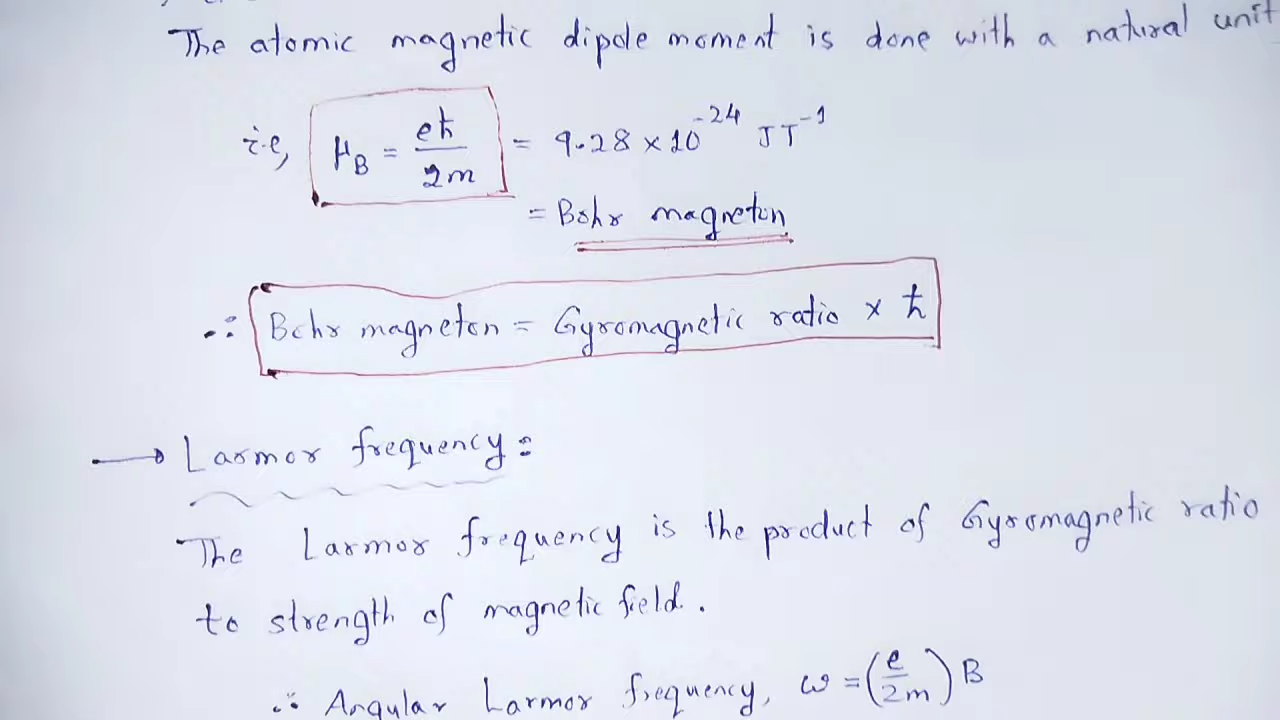 The atomic magnetic dipole moment is done with a natural unit
i.e, μ_B = eħ/2m = 9.28 × 10^-24 JT^-1
= Bohr magneton
∴ Bohr magneton = Gyromagnetic ratio × ħ
→ Larmor frequency:
The Larmor frequency is the product of Gyromagnetic ratio
to strength of magnetic field.
∴ Angular Larmor frequency, ω = (e/2m) B